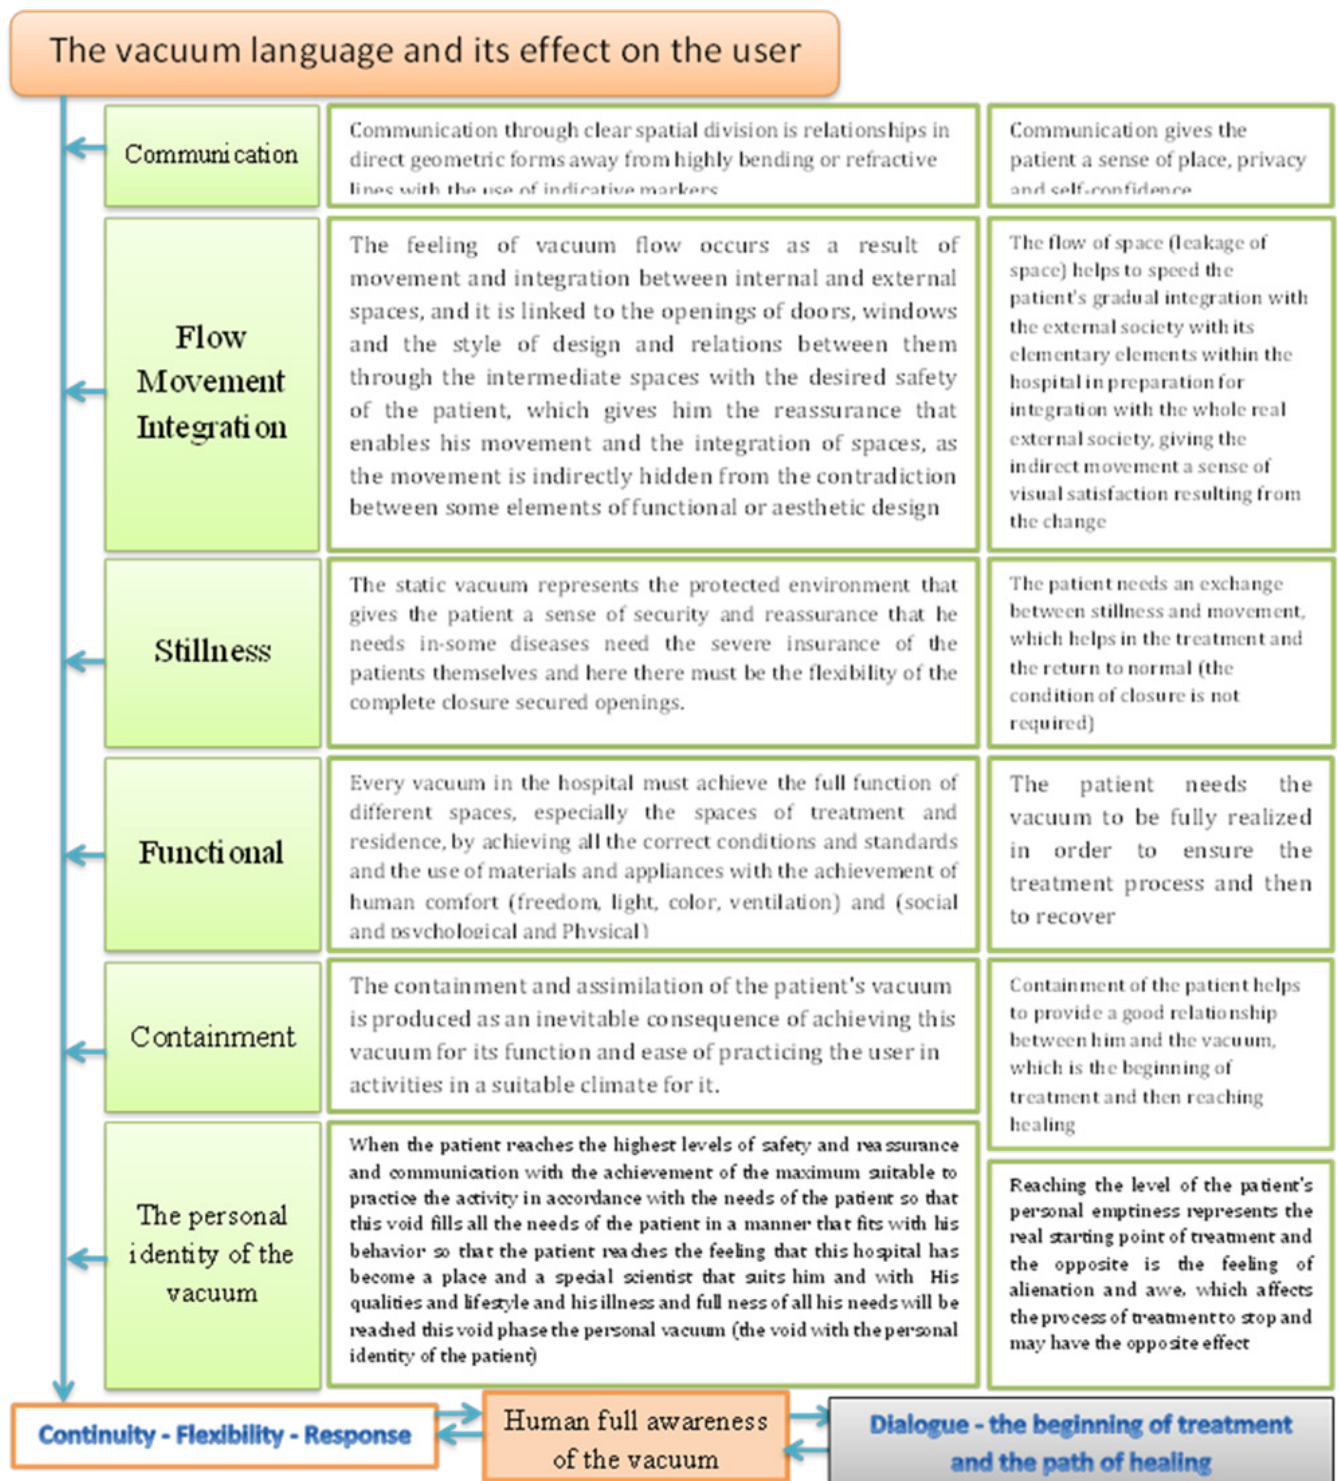 The vacuum language and its effect on the user
Communication
Communication through clear spatial division is relationships in
direct geometric forms away from highly bending or refractive
lines with the use of indicative markers
Communication gives the
patient a sense of place, privacy
and self-confidence
Flow
Movement
Integration
The feeling of vacuum flow occurs as a result of
movement and integration between internal and external
spaces, and it is linked to the openings of doors, windows
and the style of design and relations between them
through the intermediate spaces with the desired safety
of the patient, which gives him the reassurance that
enables his movement and the integration of spaces, as
the movement is indirectly hidden from the contradiction
between some elements of functional or aesthetic design
The flow of space (leakage of
space) helps to speed the
patient's gradual integration with
the external society with its
elementary elements within the
hospital in preparation for
integration with the whole real
external society, giving the
indirect movement a sense of
visual satisfaction resulting from
the change
Stillness
The static vacuum represents the protected environment that
gives the patient a sense of security and reassurance that he
needs in-some diseases need the severe insurance of the
patients themselves and here there must be the flexibility of the
complete closure secured openings.
The patient needs an exchange
between stillness and movement,
which helps in the treatment and
the return to normal (the
condition of closure is not
required)
Functional
Every vacuum in the hospital must achieve the full function of
different spaces, especially the spaces of treatment and
residence, by achieving all the correct conditions and standards
and the use of materials and appliances with the achievement of
human comfort (freedom, light, color, ventilation) and (social
and psychological and Physical)
The patient needs the
vacuum to be fully realized
in order to ensure the
treatment process and then
to recover
Containment
The containment and assimilation of the patient's vacuum
is produced as an inevitable consequence of achieving this
vacuum for its function and ease of practicing the user in
activities in a suitable climate for it.
Containment of the patient helps
to provide a good relationship
between him and the vacuum,
which is the beginning of
treatment and then reaching
healing
The personal
identity of the
vacuum
When the patient reaches the highest levels of safety and reassurance
and communication with the achievement of the maximum suitable to
practice the activity in accordance with the needs of the patient so that
this void fills all the needs of the patient in a manner that fits with his
behavior so that the patient reaches the feeling that this hospital has
become a place and a special scientist that suits him and with His
qualities and lifestyle and his illness and full ness of all his needs will be
reached this void phase the personal vacuum (the void with the personal
identity of the patient)
Reaching the level of the patient's
personal emptiness represents the
real starting point of treatment and
the opposite is the feeling of
alienation and awe, which affects
the process of treatment to stop and
may have the opposite effect
Continuity - Flexibility - Response
Human full awareness
of the vacuum
Dialogue - the beginning of treatment
and the path of healing